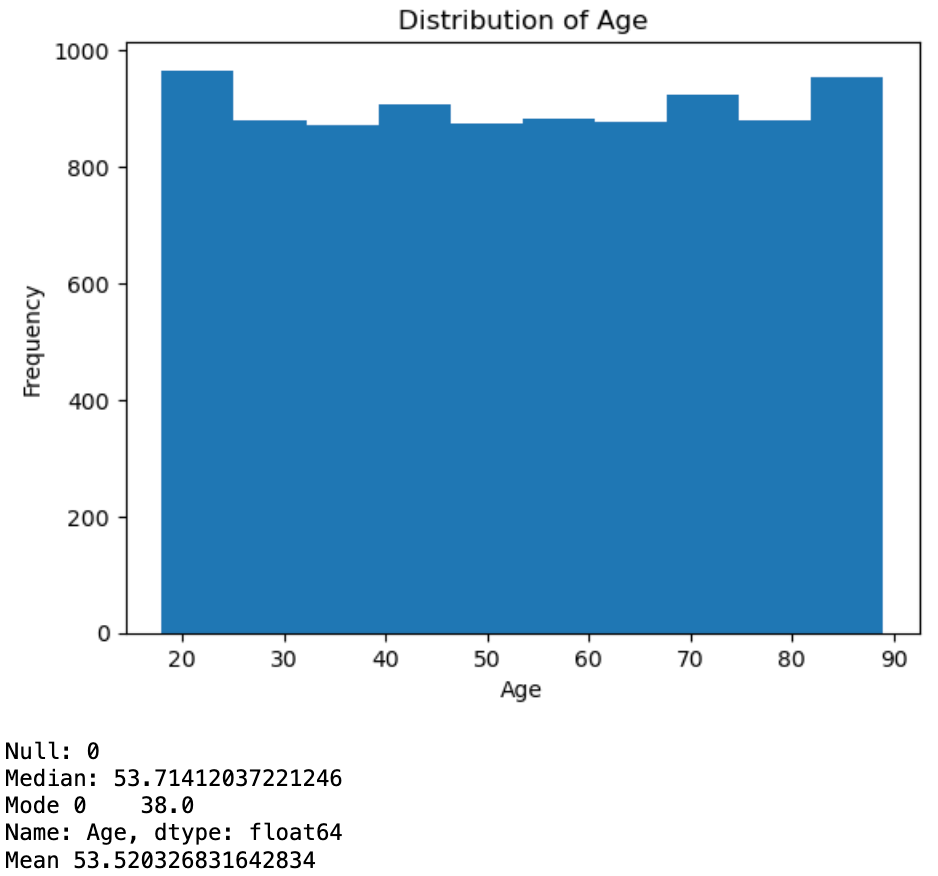 Distribution of Age
1000
800
600
400
200
0
Frequency
20 30 40 50 60 70 80 90
Age
Null: 0
Median: 53.71412037221246
Mode 0    38.0
Name: Age, dtype: float64
Mean 53.520326831642834